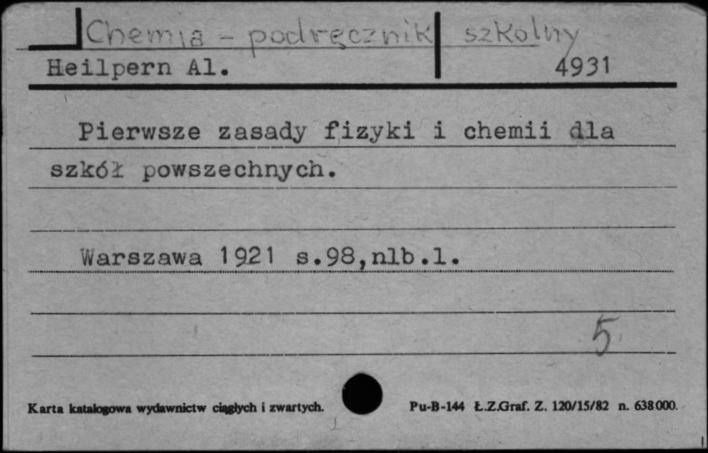 Chemia - podręcznik szkolny
Heilpern Al. 4931
Pierwsze zasady fizyki i chemii dla
szkół powszechnych.
Warszawa 1921 s.98,nlb.l.
5
Karta katalogowa wydawnictw ciągłych i zwartych. Pu-B-144 Ł.Z.Graf. Z. 120/15/82 n. 638000.